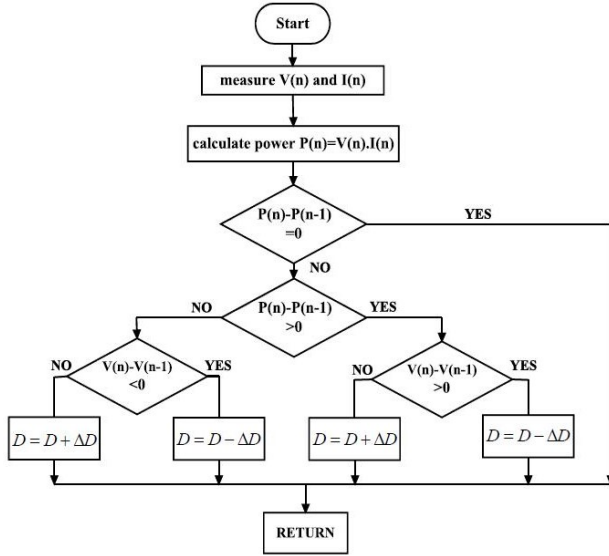 Start
measure V(n) and I(n)
calculate power P(n)=V(n).I(n)
P(n)-P(n-1)
=0
YES
NO
P(n)-P(n-1)
>0
NO
YES
V(n)-V(n-1)
<0
NO
YES
V(n)-V(n-1)
>0
NO
YES
D = D + ΔD
D = D − ΔD
D = D + ΔD
D = D − ΔD
RETURN